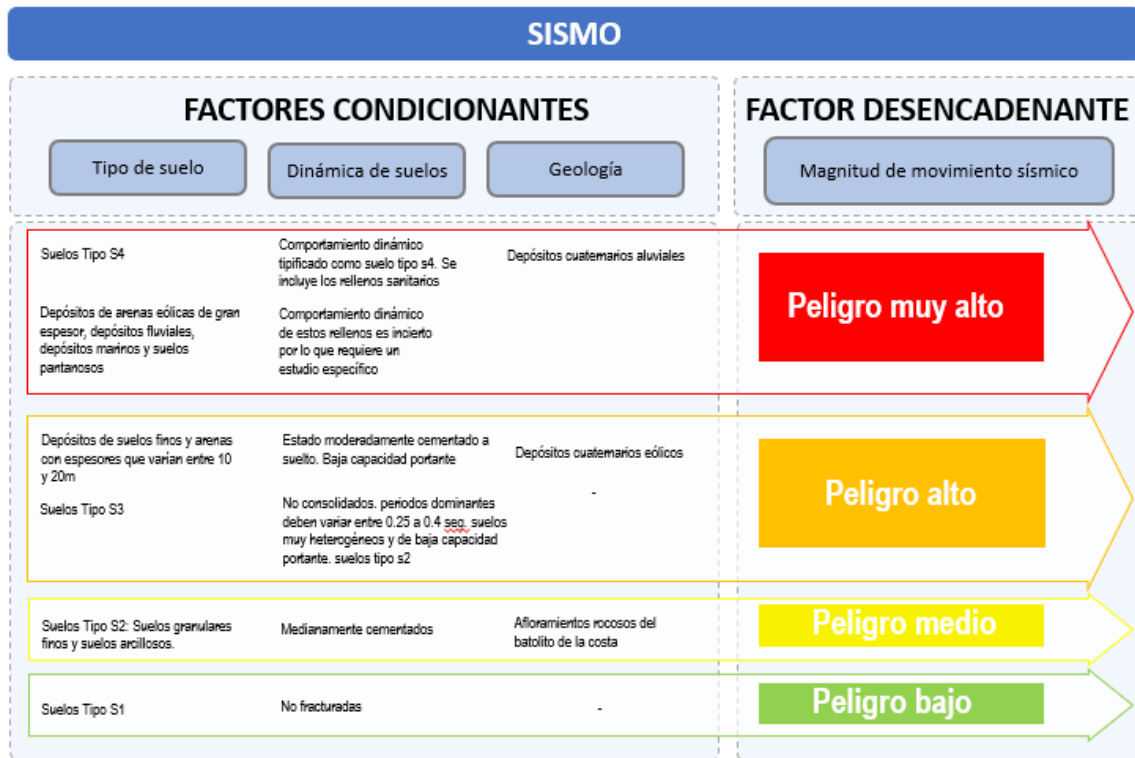 SISMO
FACTORES CONDICIONANTES
FACTOR DESENCADENANTE
Tipo de suelo
Dinámica de suelos
Geología
Magnitud de movimiento sísmico
Suelos Tipo S4
Comportamiento dinámico
tipificado como suelo tipo s4. Se
incluye los rellenos sanitarios
Depósitos cuaternarios aluviales
Depósitos de arenas eólicas de gran
espesor, depósitos fluviales,
depósitos marinos y suelos
pantanosos
Comportamiento dinámico
de estos rellenos es incierto
por lo que requiere un
estudio específico
Peligro muy alto
Depósitos de suelos finos y arenas
con espesores que varían entre 10
y 20m
Estado moderadamente cementado a
suelto. Baja capacidad portante
Depósitos cuaternarios eólicos
-
Suelos Tipo S3
No consolidados. periodos dominantes
deben variar entre 0.25 a 0.4 seg. suelos
muy heterogéneos y de baja capacidad
portante. suelos tipo s2
Peligro alto
Suelos Tipo S2: Suelos granulares
finos y suelos arcillosos.
Medianamente cementados
Afloramientos rocosos del
batolito de la costa
Peligro medio
Suelos Tipo S1
No fracturadas
-
Peligro bajo